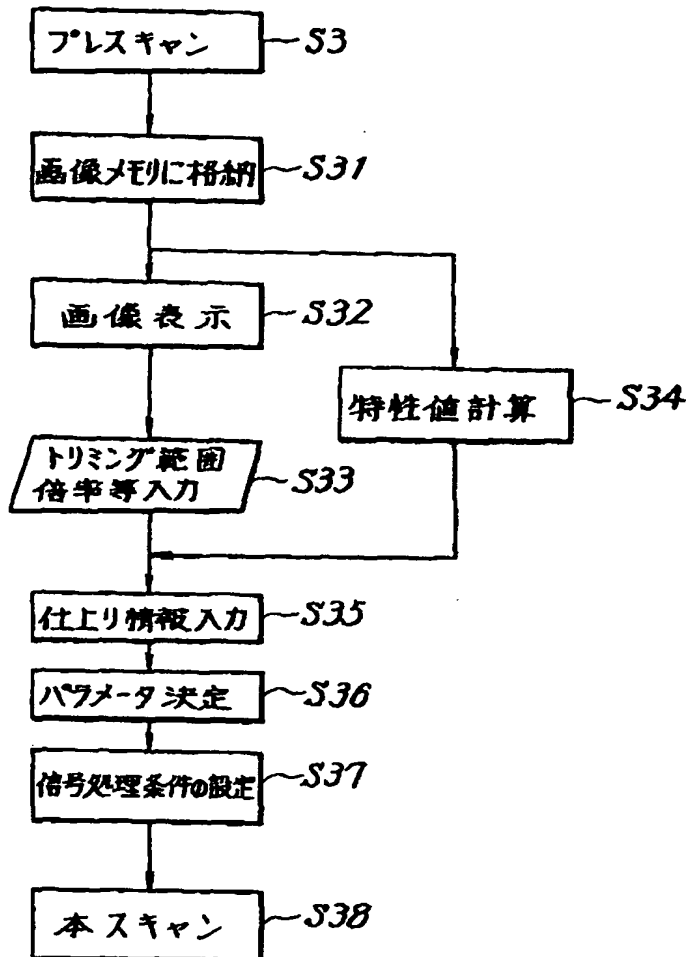 プレスキャン S3
画像メモリに格納 S31
画像表示 S32
特性値計算 S34
トリミング範囲
倍率等入力 S33
仕上り情報入力 S35
パラメータ決定 S36
信号処理条件の設定 S37
本スキャン S38